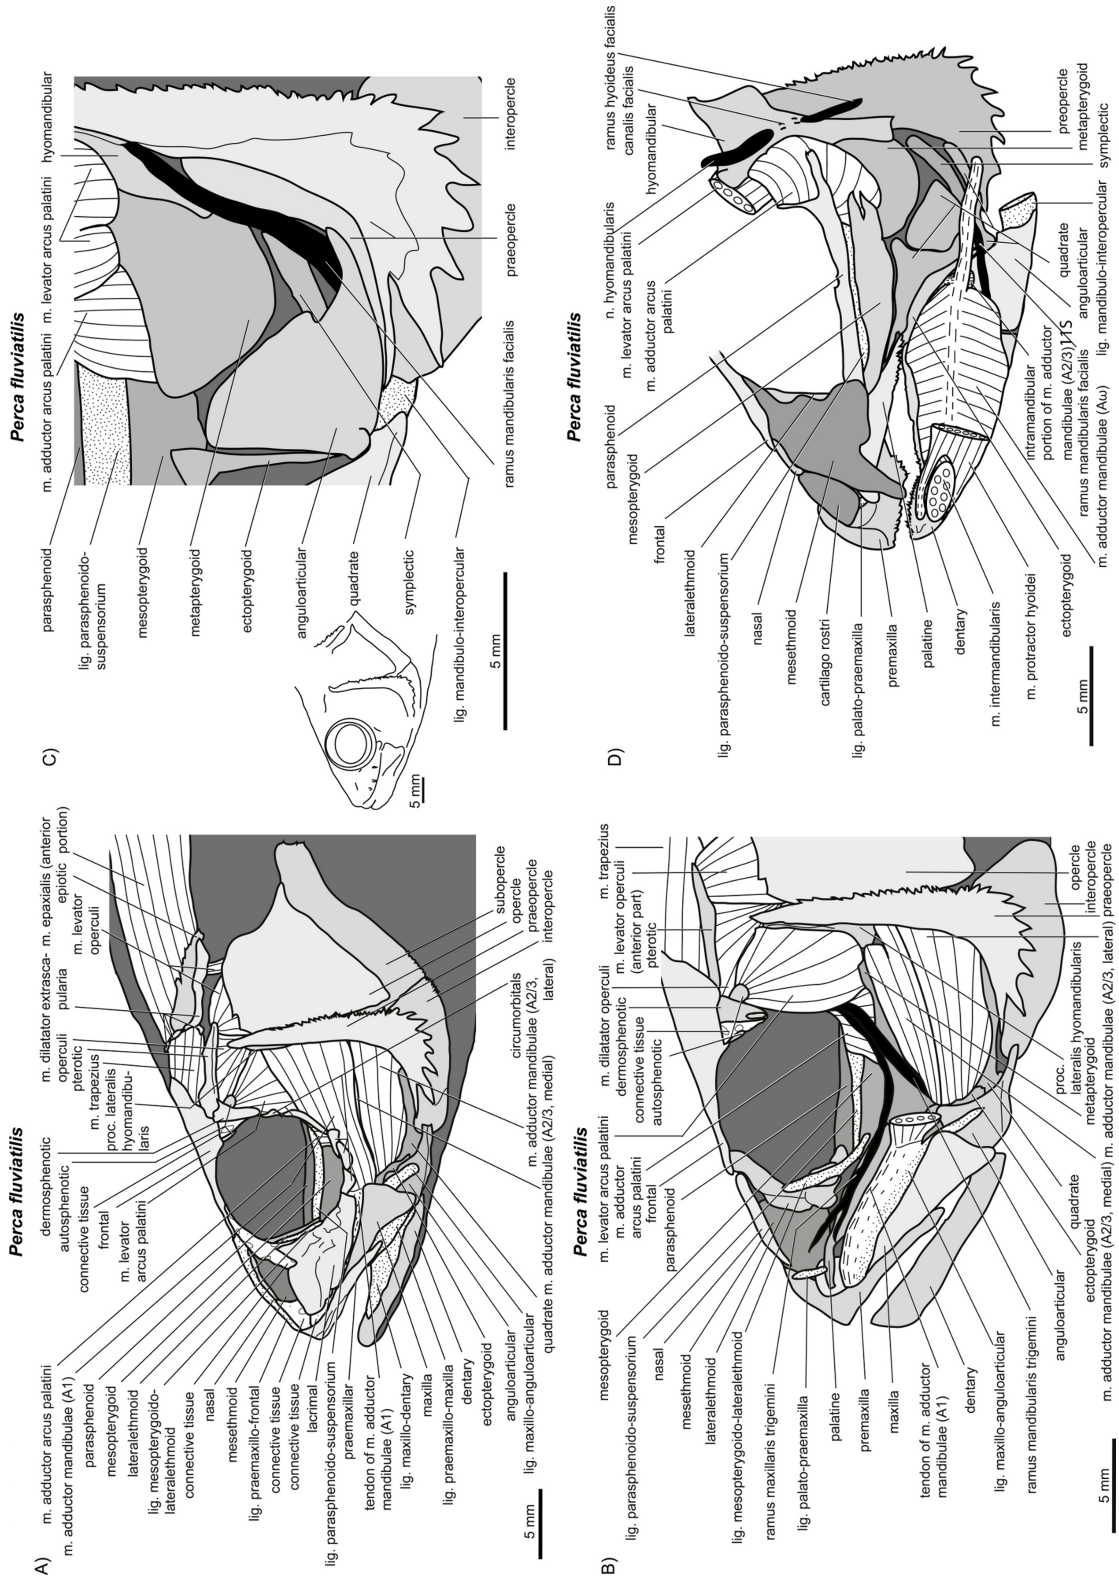 A)
Perca fluviatilis
m. adductor arcus palatini
m. adductor mandibulae (A1)
parasphenoid
mesopterygoid
lateralethmoid
lig. mesopterygoido-
lateralethmoid
connective tissue
nasal
mesethmoid
lig. praemaxillo-frontal
connective tissue
connective tissue
lacrimal
lig. parasphenoido-suspensorium
praemaxillar
tendon of m. adductor
mandibulae (A1)
lig. maxillo-dentary
maxilla
lig. praemaxillo-maxilla
dentary
ectopterygoid
anguloarticular
lig. maxillo-anguloarticular
dermosphenotic
autosphenotic
connective tissue
frontal
m. levator
arcus palatini
m. dilatator
operculi
pterotic
m. trapezius
proc. lateralis
hyomandibu-
laris
extrasca-
pularia
m. levator
operculi
m. epaxialis (anterior
portion)
epiotic
subopercle
opercle
praeopercle
interopercle
circumorbitals
m. adductor mandibulae (A2/3,
lateral)
m. adductor mandibulae (A2/3, medial)
quadrate
5 mm
B)
Perca fluviatilis
mesopterygoid
lig. parasphenoido-suspensorium
nasal
mesethmoid
lateralethmoid
lig. mesopterygoido-lateralethmoid
ramus maxillaris trigemini
lig. palato-praemaxilla
palatine
premaxilla
maxilla
tendon of m. adductor
mandibulae (A1)
dentary
lig. maxillo-anguloarticular
ramus mandibularis trigemini
anguloarticular
ectopterygoid
quadrate
m. adductor mandibulae (A2/3, medial)
metapterygoid
proc.
lateralis hyomandibularis
m. adductor mandibulae (A2/3, lateral)
praeopercle
interopercle
opercle
m. levator arcus palatini
m. adductor
arcus palatini
frontal
parasphenoid
m. dilatator operculi
dermosphenotic
connective tissue
autosphenotic
m. levator operculi
(anterior part)
pterotic
m. trapezius
5 mm
C)
Perca fluviatilis
parasphenoid
lig. parasphenoido-
suspensorium
mesopterygoid
metapterygoid
ectopterygoid
anguloarticular
quadrate
symplectic
lig. mandibulo-interopercular
m. adductor arcus palatini
m. levator arcus palatini
hyomandibular
ramus mandibularis facialis
praeopercle
interopercle
5 mm
5 mm
D)
Perca fluviatilis
parasphenoid
mesopterygoid
frontal
lateralethmoid
lig. parasphenoido-suspensorium
nasal
mesethmoid
cartilago rostri
lig. palato-praemaxilla
premaxilla
palatine
dentary
m. intermandibularis
m. protractor hyoidei
ectopterygoid
m. adductor mandibulae (Aω)
ramus mandibularis facialis
intramandibular
portion of m. adductor
mandibulae (A2/3)
lig. mandibulo-interopercular
anguloarticular
quadrate
symplectic
metapterygoid
preopercle
n. hyomandibularis
m. levator arcus palatini
m. adductor arcus
palatini
ramus hyoideus facialis
canalis facialis
hyomandibular
5 mm